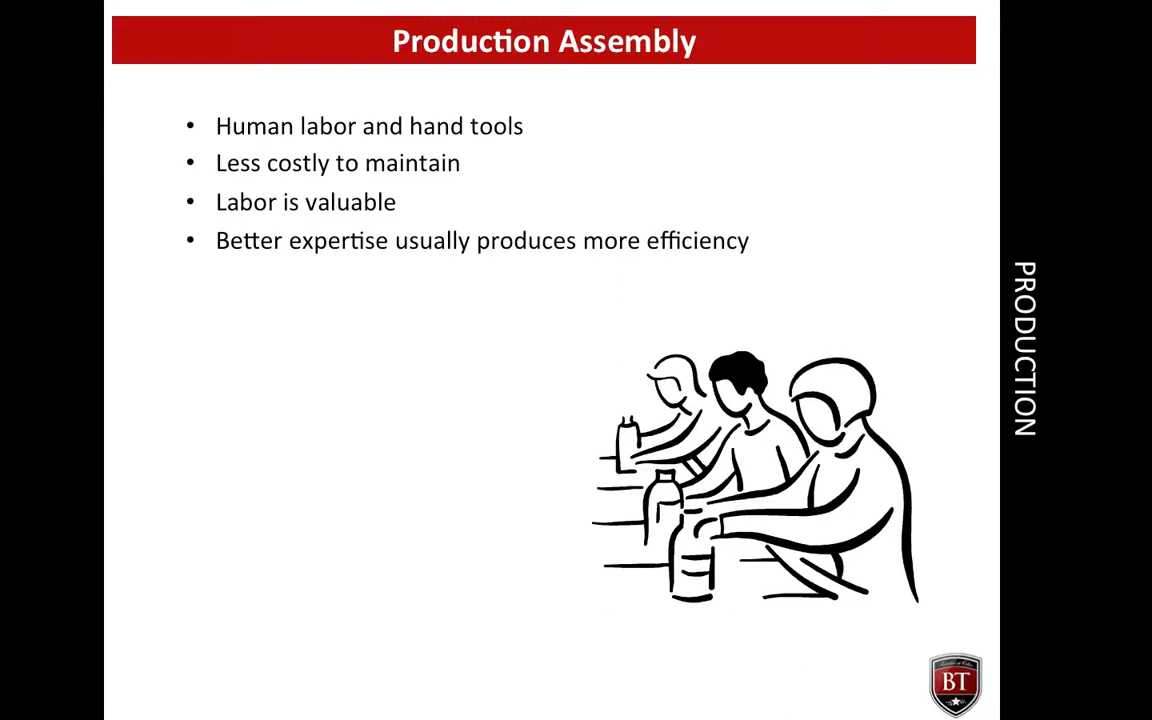 Production Assembly
• Human labor and hand tools
• Less costly to maintain
• Labor is valuable
• Better expertise usually produces more efficiency
PRODUCTION
BT